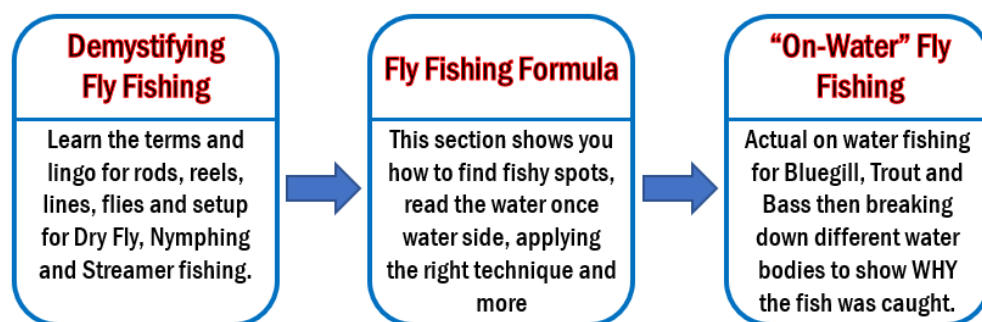 Demystifying
Fly Fishing
Learn the terms and
lingo for rods, reels,
lines, flies and setup
for Dry Fly, Nymphing
and Streamer fishing.
Fly Fishing Formula
This section shows you
how to find fishy spots,
read the water once
water side, applying
the right technique and
more
“On-Water” Fly
Fishing
Actual on water fishing
for Bluegill, Trout and
Bass then breaking
down different water
bodies to show WHY
the fish was caught.